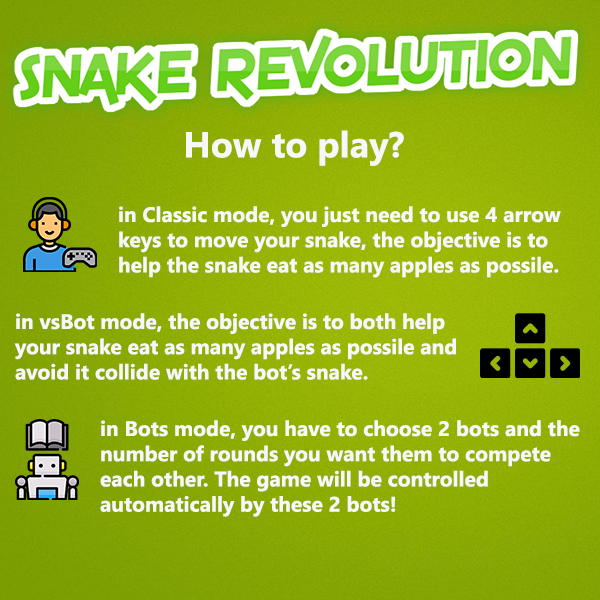 SNAKE REVOLUTION
How to play?
in Classic mode, you just need to use 4 arrow
keys to move your snake, the objective is to
help the snake eat as many apples as possile.
in vsBot mode, the objective is to both help
your snake eat as many apples as possile and
avoid it collide with the bot's snake.
in Bots mode, you have to choose 2 bots and the
number of rounds you want them to compete
each other. The game will be controlled
automatically by these 2 bots!